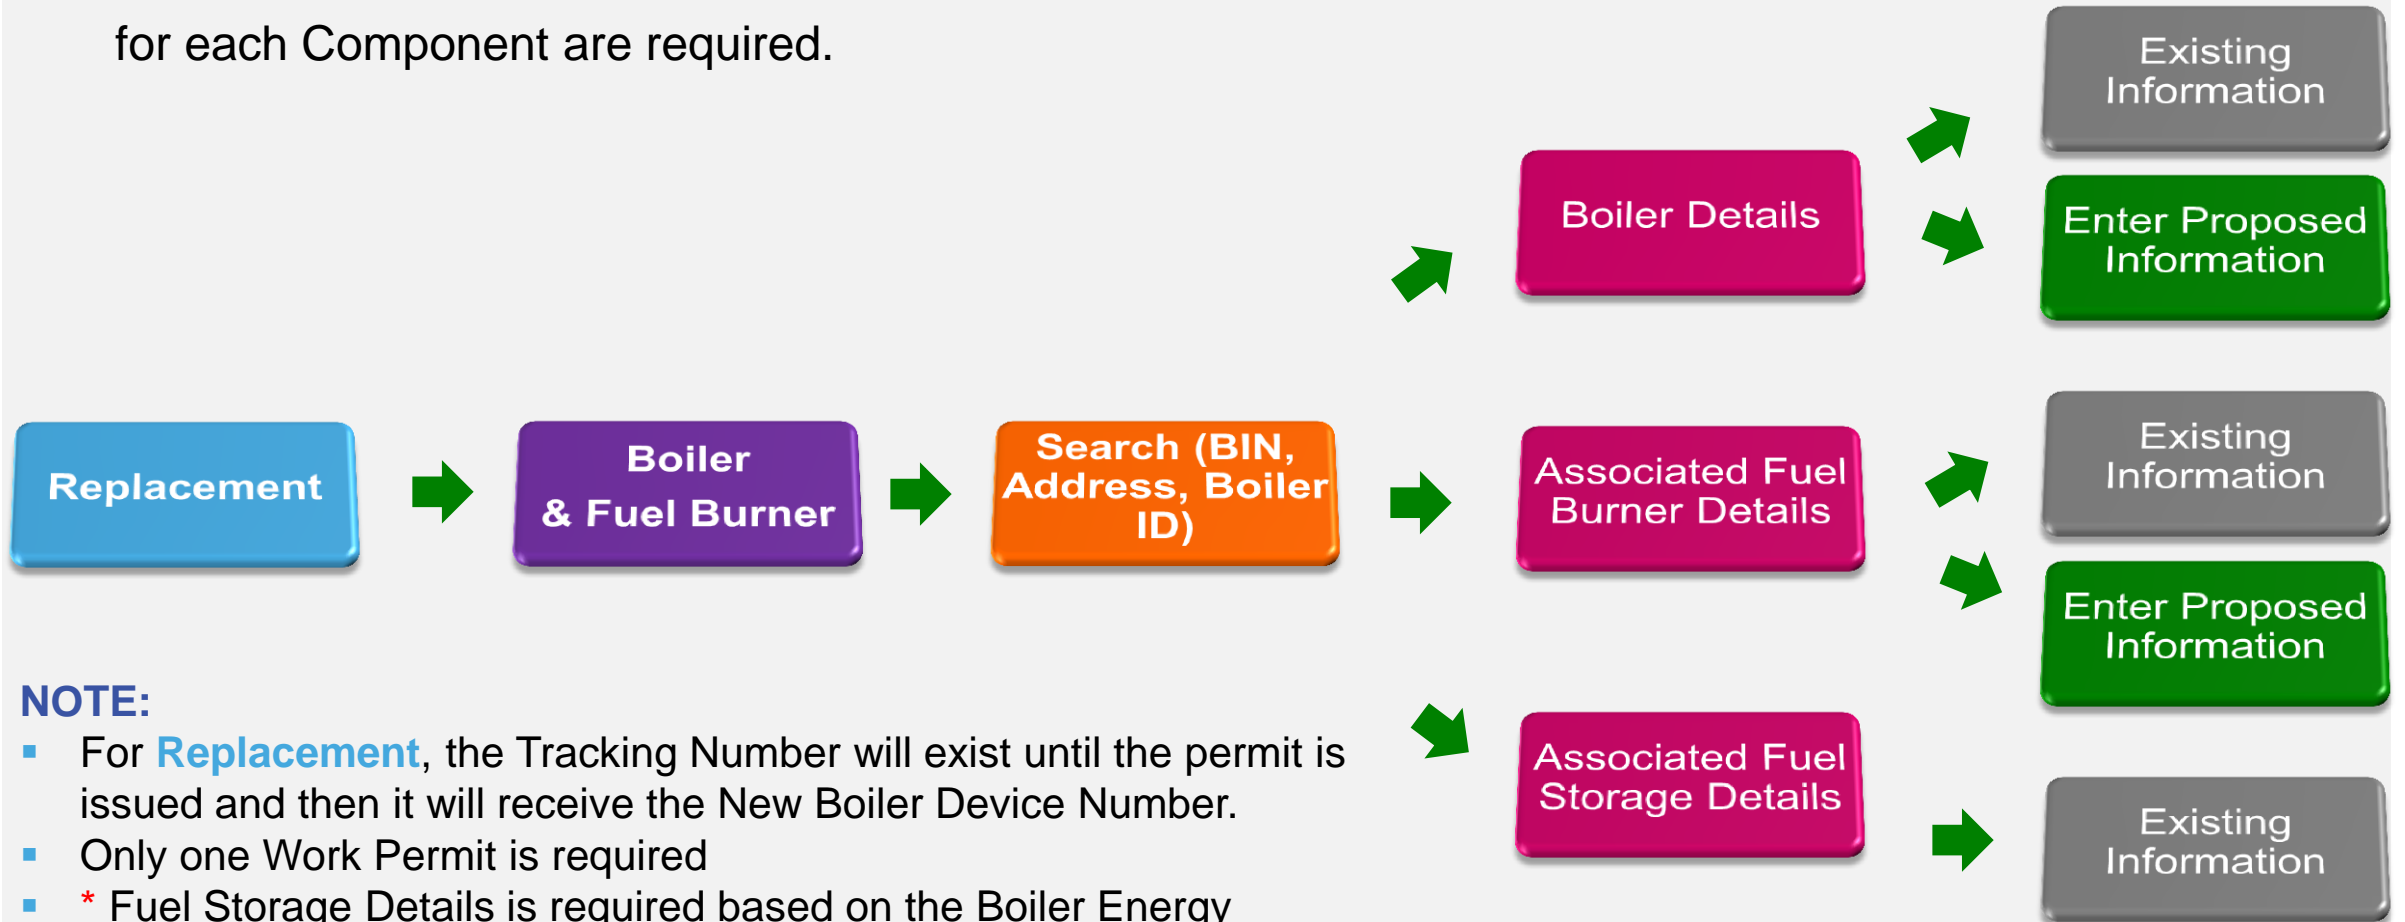 for each Component are required.
Existing
Information
Boiler Details
Enter Proposed
Information
Replacement
Boiler
& Fuel Burner
Search (BIN,
Address, Boiler
ID)
Associated Fuel
Burner Details
Existing
Information
Enter Proposed
Information
Associated Fuel
Storage Details
Existing
Information
NOTE:
▪ For Replacement, the Tracking Number will exist until the permit is
issued and then it will receive the New Boiler Device Number.
▪ Only one Work Permit is required
▪ * Fuel Storage Details is required based on the Boiler Energy